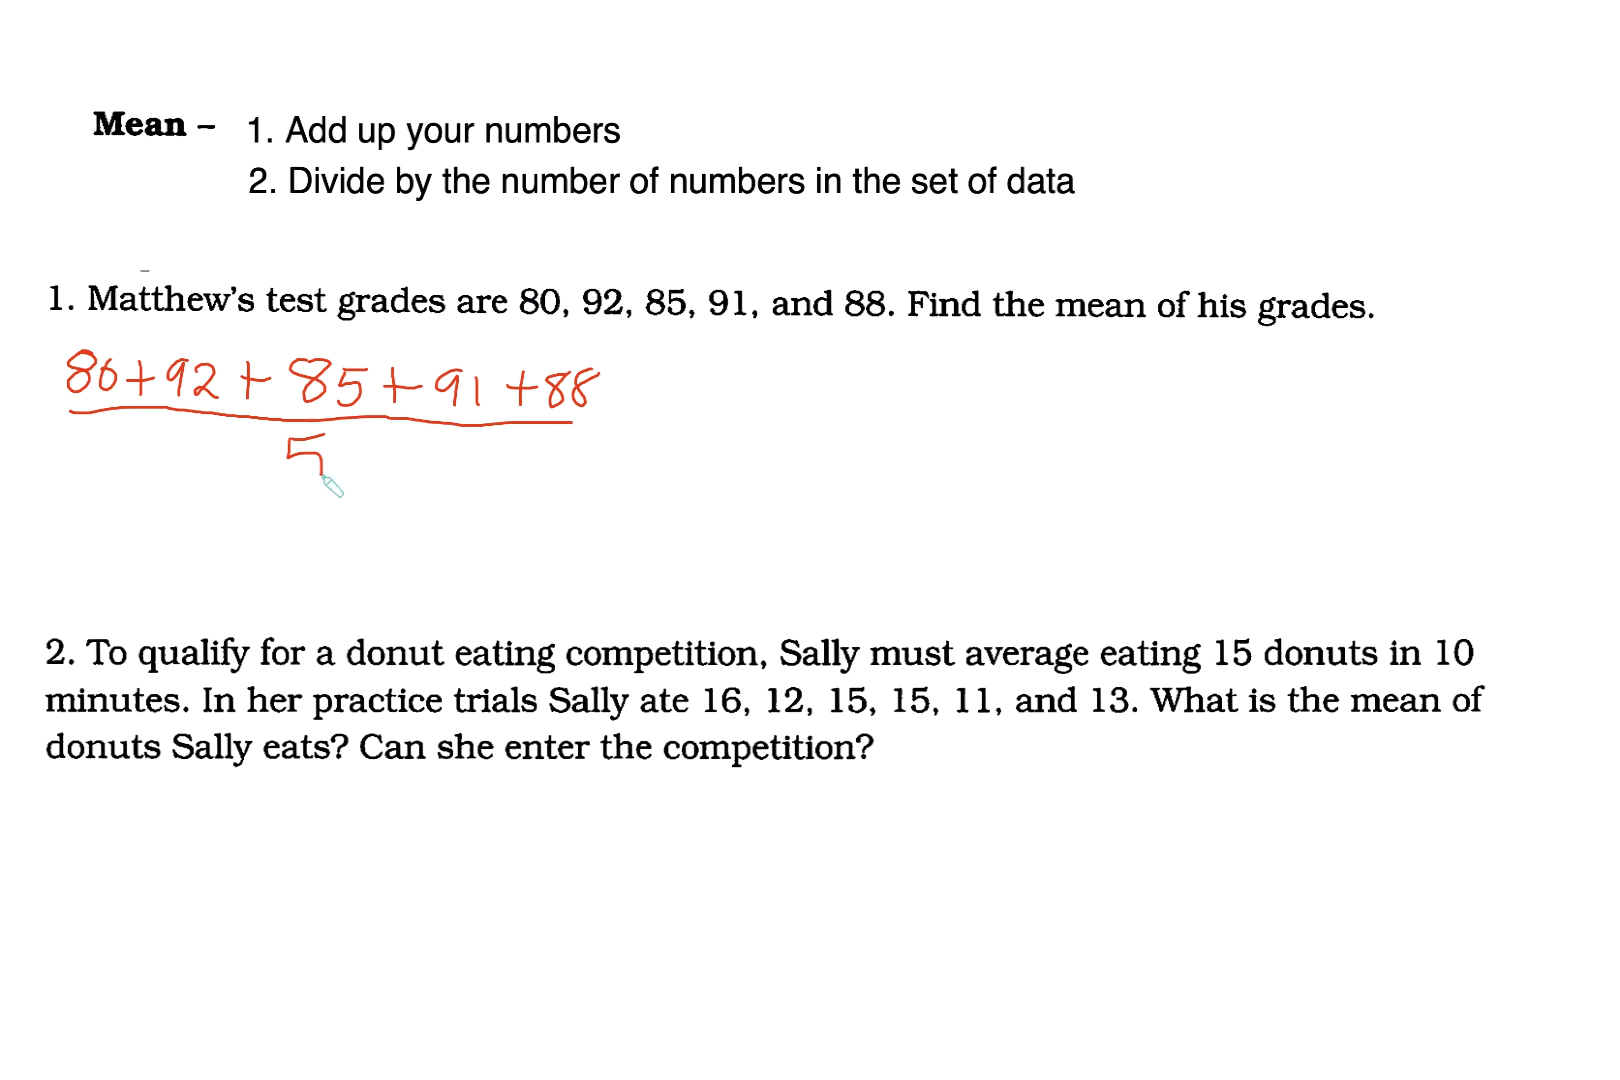 Mean – 1. Add up your numbers
2. Divide by the number of numbers in the set of data
1. Matthew's test grades are 80, 92, 85, 91, and 88. Find the mean of his grades.
80+92 + 85+91 +88
5
2. To qualify for a donut eating competition, Sally must average eating 15 donuts in 10
minutes. In her practice trials Sally ate 16, 12, 15, 15, 11, and 13. What is the mean of
donuts Sally eats? Can she enter the competition?